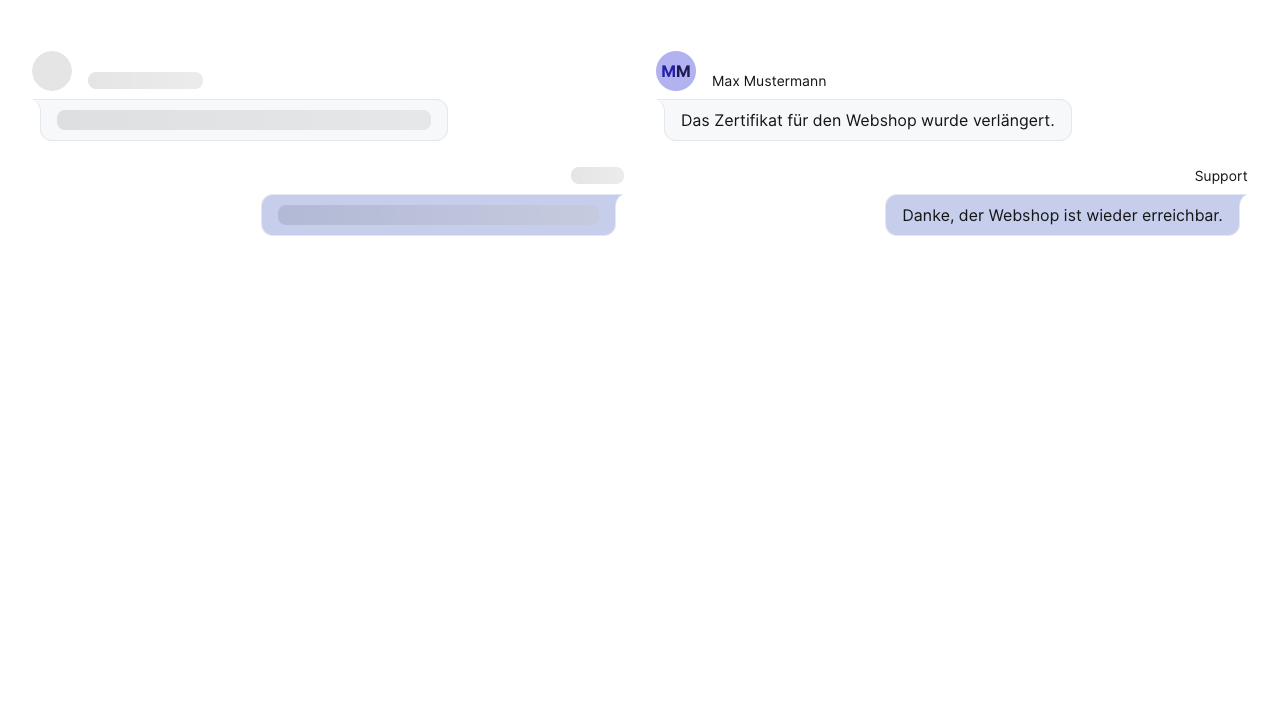 MM
Max Mustermann
Das Zertifikat für den Webshop wurde verlängert.
Support
Danke, der Webshop ist wieder erreichbar.